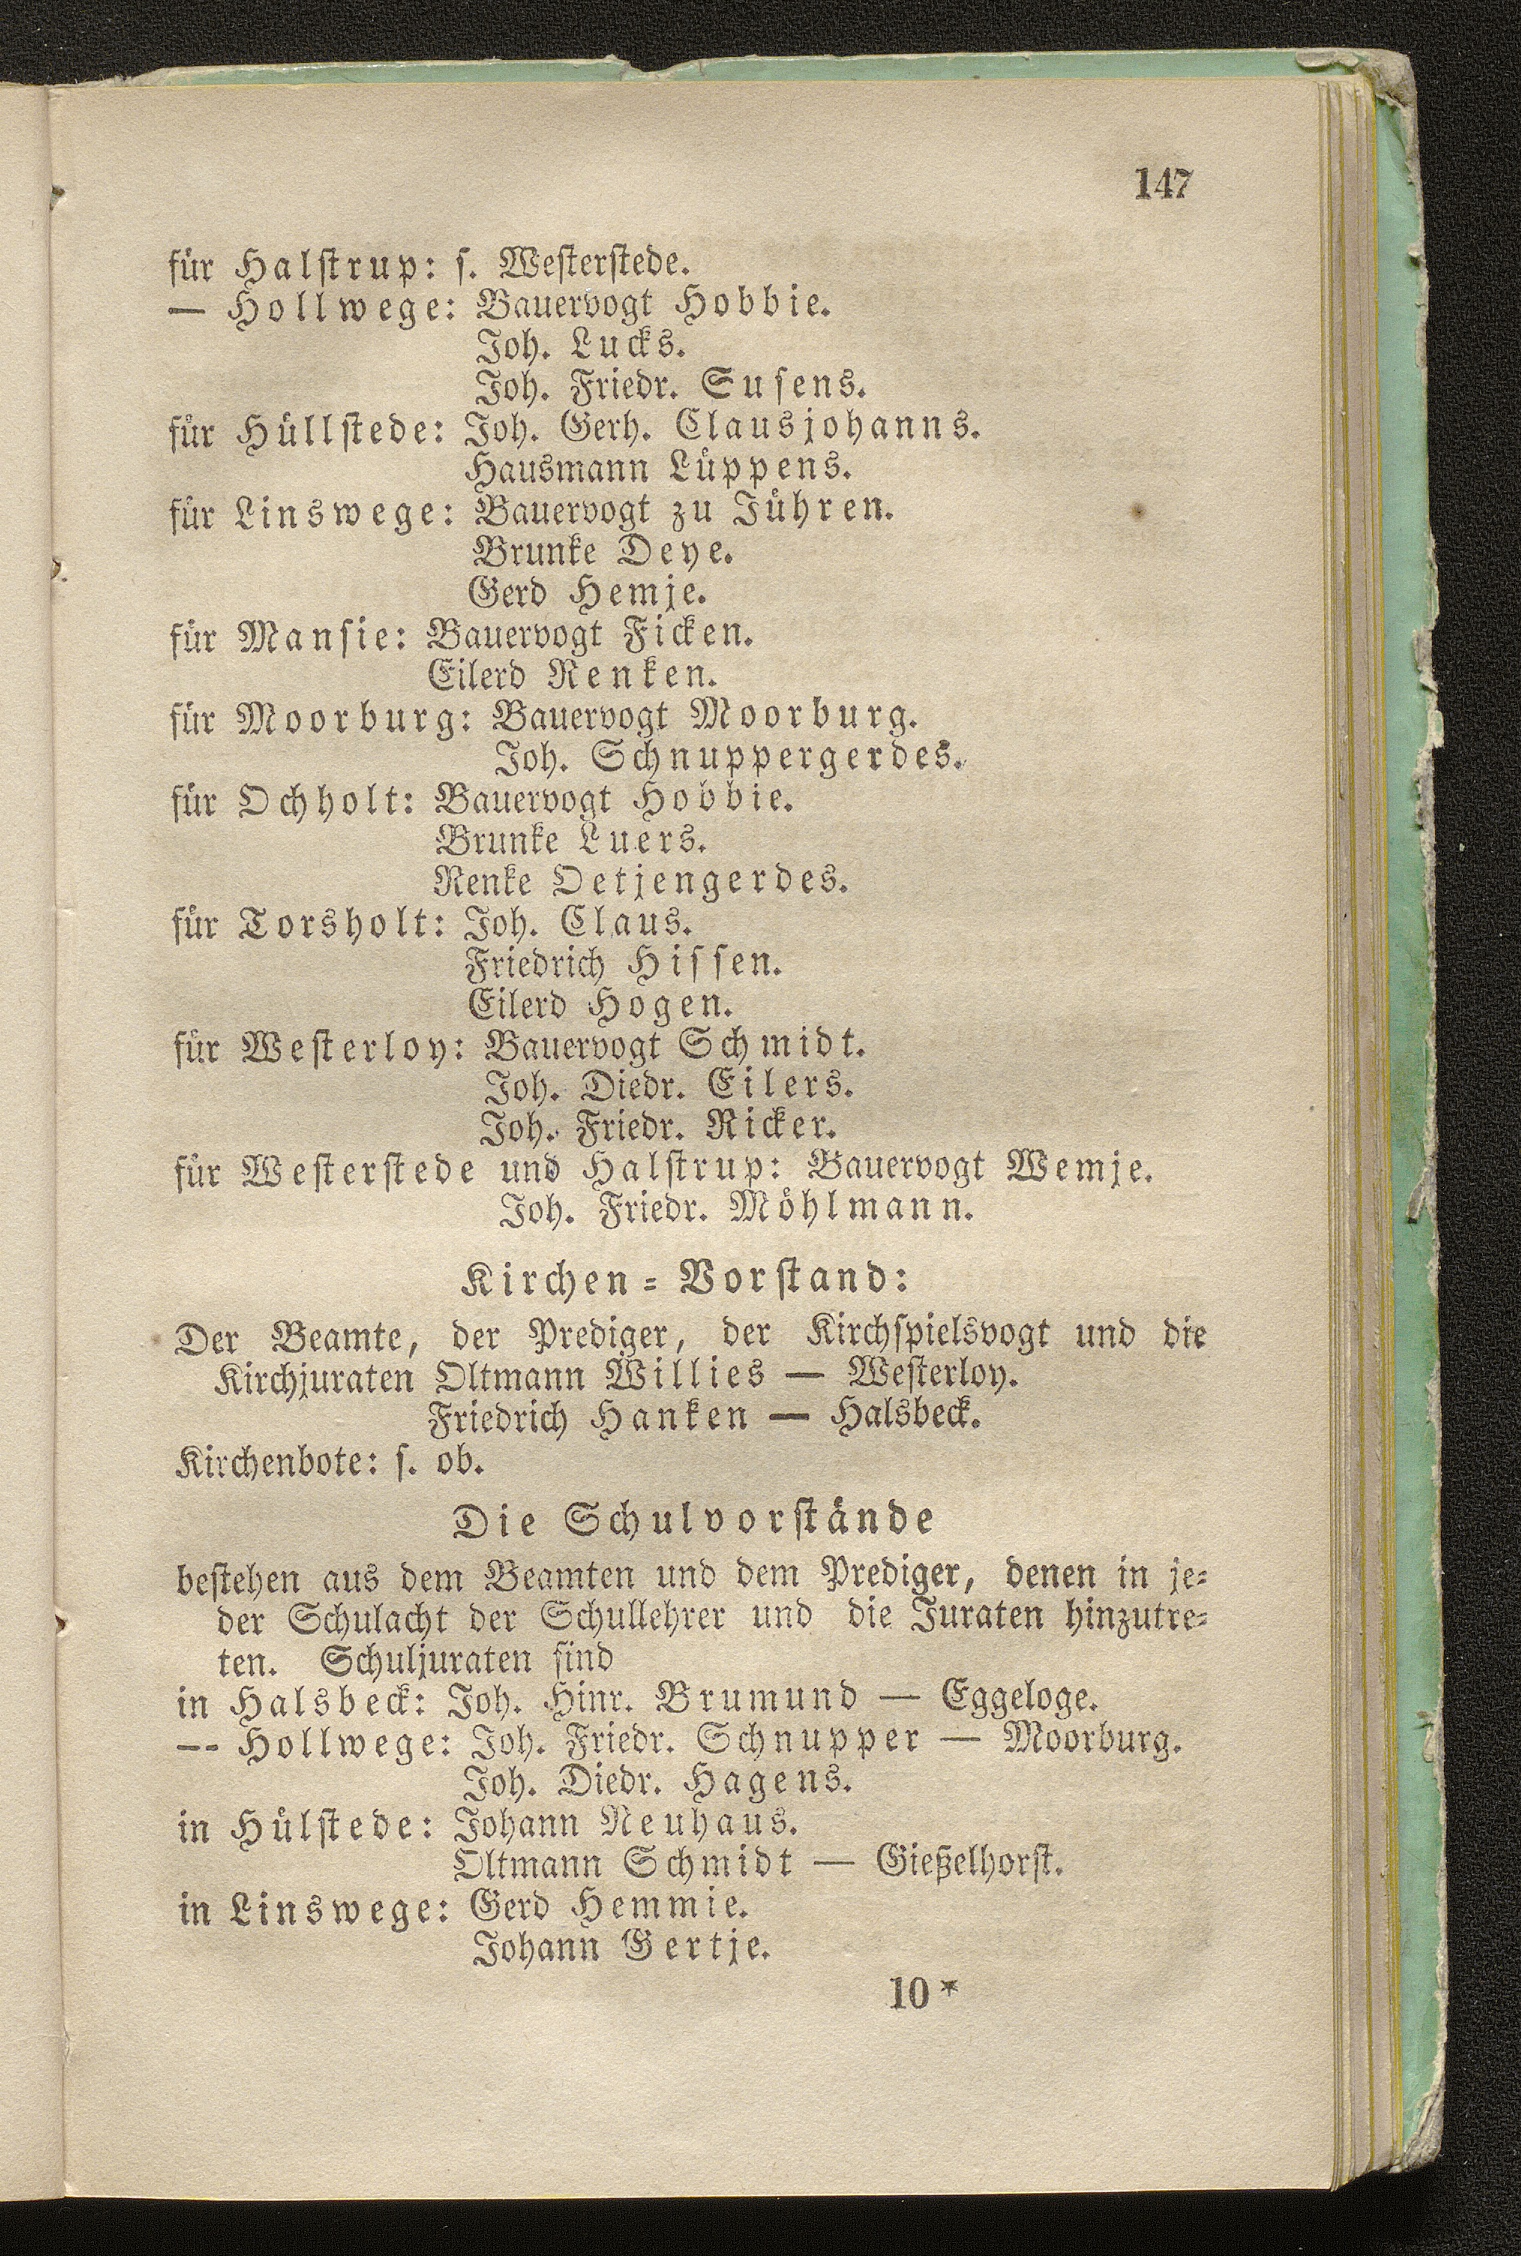 147
für Halstrup: s. Westerstede.
— Hollwege: Bauervogt Hobbie.
Joh. Lucks.
Joh. Friedr. Susens.
für Hüllstede: Joh. Gerh. Clausjohanns.
Hausmann Lüppens.
für Linswege: Bauervogt zu Jühren.
Brunke Deye.
Gerd Hemje.
für Mansie: Bauervogt Ficken.
Eilerd Renken.
für Moorburg: Bauervogt Moorburg.
Joh. Schnuppergerdes.
für Ochholt: Bauervogt Hobbie.
Brunke Luers.
Renke Oetjengerdes.
für Torsholt: Joh. Claus.
Friedrich Hissen.
Eilerd Hogen.
für Westerloy: Bauervogt Schmidt.
Joh. Diedr. Eilers.
Joh. Friedr. Ricker.
für Westerstede und Halstrup: Bauervogt Wemje.
Joh. Friedr. Möhlmann.
Kirchen-Vorstand:
Der Beamte, der Prediger, der Kirchspielsvogt und die
Kirchjuraten Oltmann Willies — Westerloy.
Friedrich Hanken — Halsbeck.
Kirchenbote: s. ob.
Die Schulvorstände
bestehen aus dem Beamten und dem Prediger, denen in je-
der Schulacht der Schullehrer und die Juraten hinzutre-
ten. Schuljuraten sind
in Halsbeck: Joh. Hinr. Brumund — Eggeloge.
— Hollwege: Joh. Friedr. Schnupper — Moorburg.
Joh. Diedr. Hagens.
in Hülstede: Johann Neuhaus.
Oltmann Schmidt — Gießelhorst.
in Linswege: Gerd Hemmie.
Johann Gertje.
10*